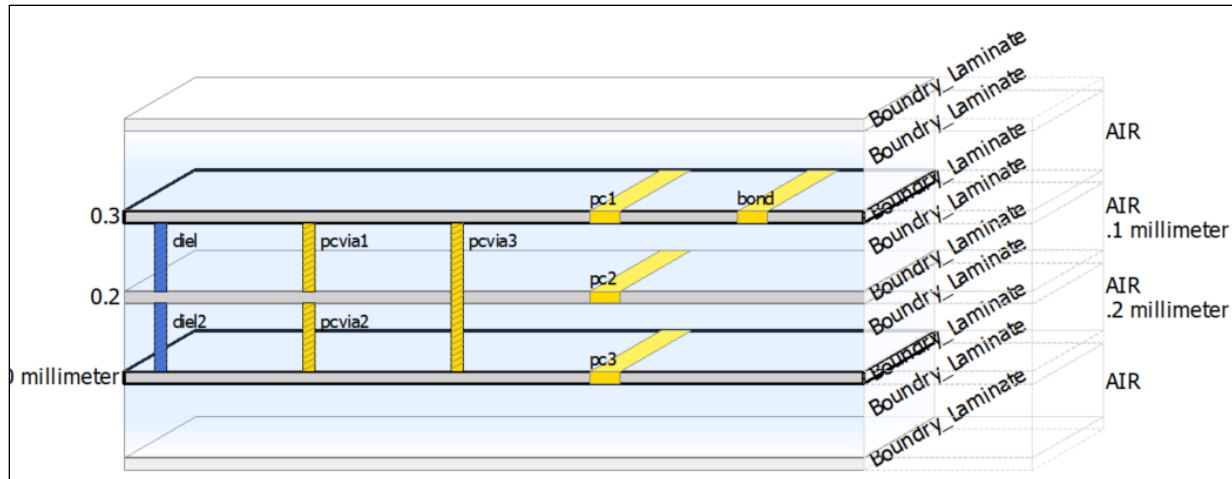 Boundry_Laminate
Boundry_Laminate
AIR
Boundry_Laminate
pc1
bond
Boundry_Laminate
AIR
0.3
.1 millimeter
diel
pcvia1
pcvia3
Boundry_Laminate
pc2
Boundry_Laminate
AIR
0.2
.2 millimeter
diel2
pcvia2
Boundry_Laminate
pc3
Boundry_Laminate
0 millimeter
AIR
Boundry_Laminate
Boundry_Laminate